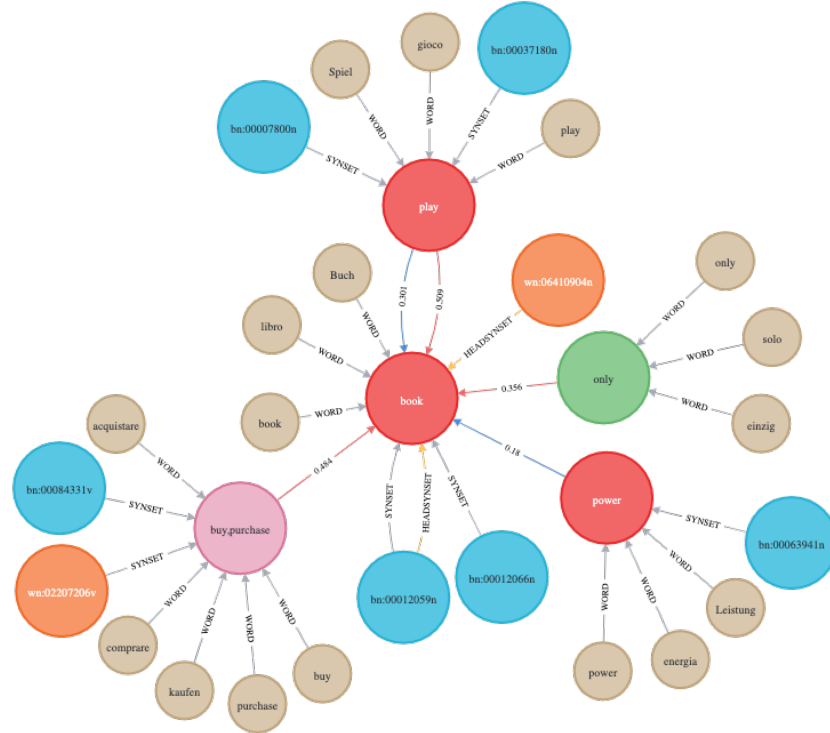 gioco
bn:00037180n
Spiel
bn:00007800n
play
WORD
WORD
SYNSET
WORD
SYNSET
play
Buch
wn:06410904n
only
libro
WORD
0.301
0.509
HEADSYNSET
WORD
solo
WORD
WORD
only
0.356
book
WORD
einzig
book
WORD
acquistare
0.484
0.18
bn:00084331v
WORD
SYNSET
HEADSYNSET
SYNSET
power
SYNSET
bn:00063941n
buy,purchase
SYNSET
wn:02207206v
WORD
WORD
WORD
WORD
bn:00012059n
bn:00012066n
WORD
WORD
WORD
Leistung
comprare
kaufen
purchase
buy
power
energia